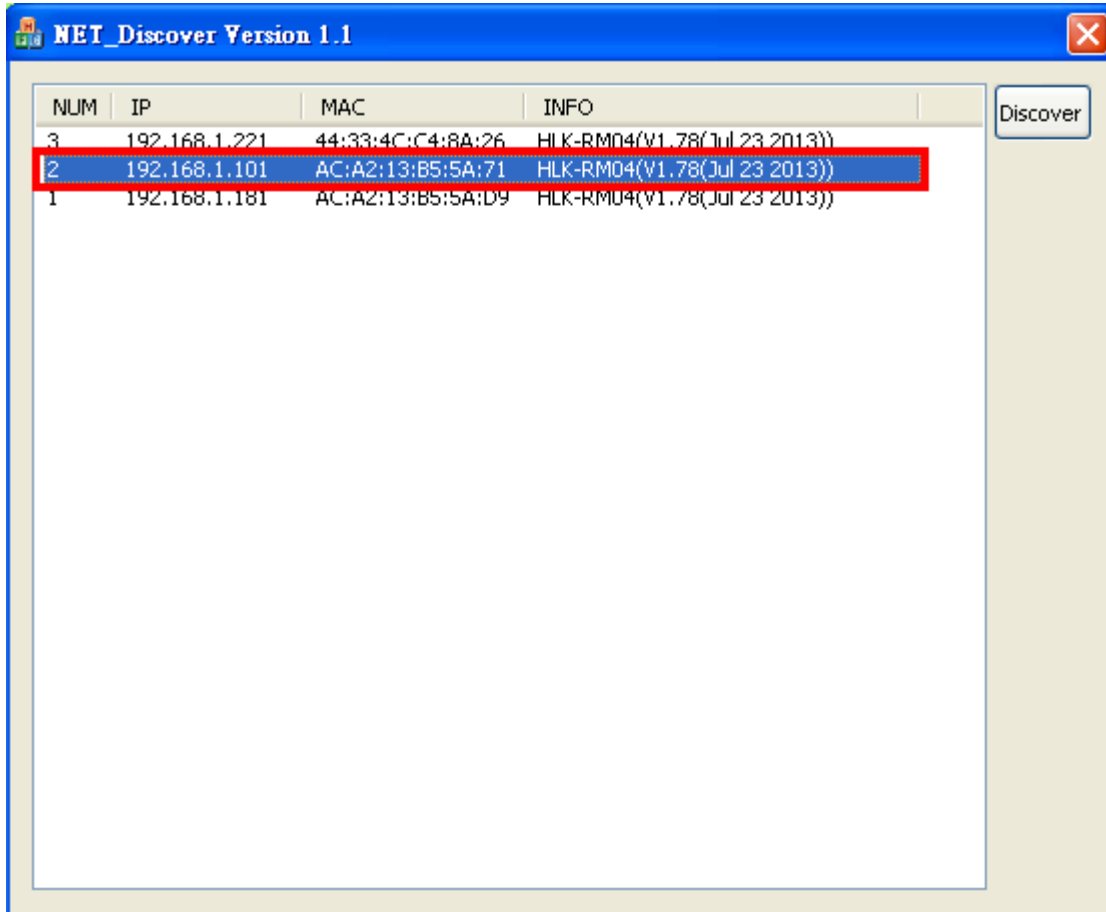 NET_Discover Version 1.1
NUM IP MAC INFO
Discover
3 192.168.1.221 44:33:4C:C4:8A:26 HLK-RM04(V1.78(Jul 23 2013))
2 192.168.1.101 AC:A2:13:B5:5A:71 HLK-RM04(V1.78(Jul 23 2013))
1 192.168.1.181 AC:A2:13:B5:5A:D9 HLK-RM04(V1.78(Jul 23 2013))